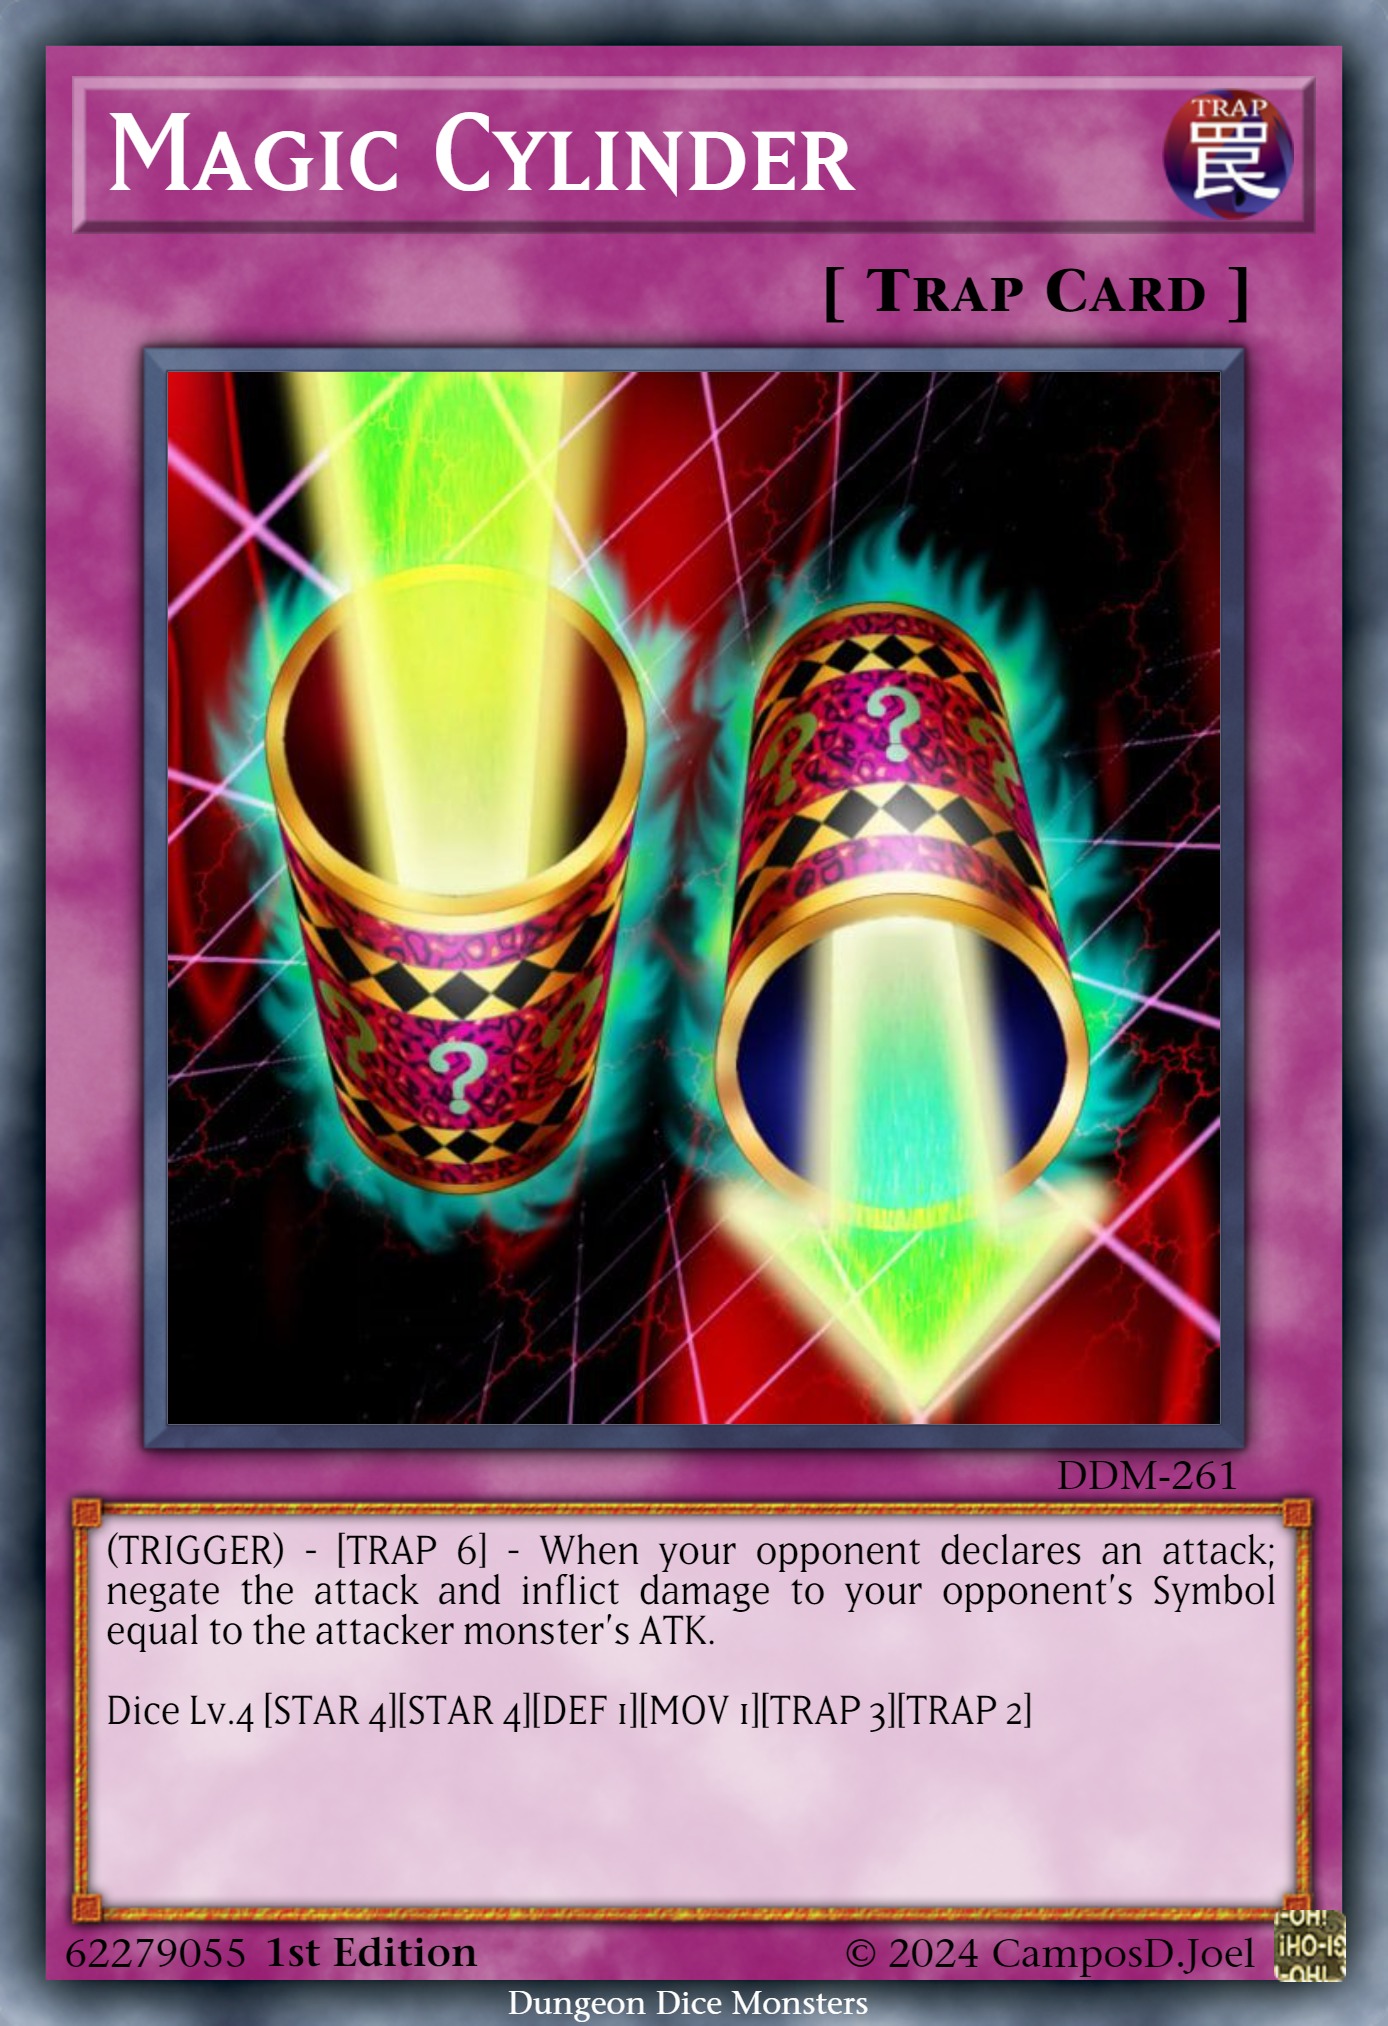 Magic Cylinder
TRAP
罠
[ Trap Card ]
?
?
?
?
?
?
DDM-261
(TRIGGER) - [TRAP 6] - When your opponent declares an attack;
negate the attack and inflict damage to your opponent's Symbol
equal to the attacker monster's ATK.
Dice Lv.4 [STAR 4][STAR 4][DEF 1][MOV 1][TRAP 3][TRAP 2]
62279055 1st Edition
© 2024 CamposD.Joel
Dungeon Dice Monsters